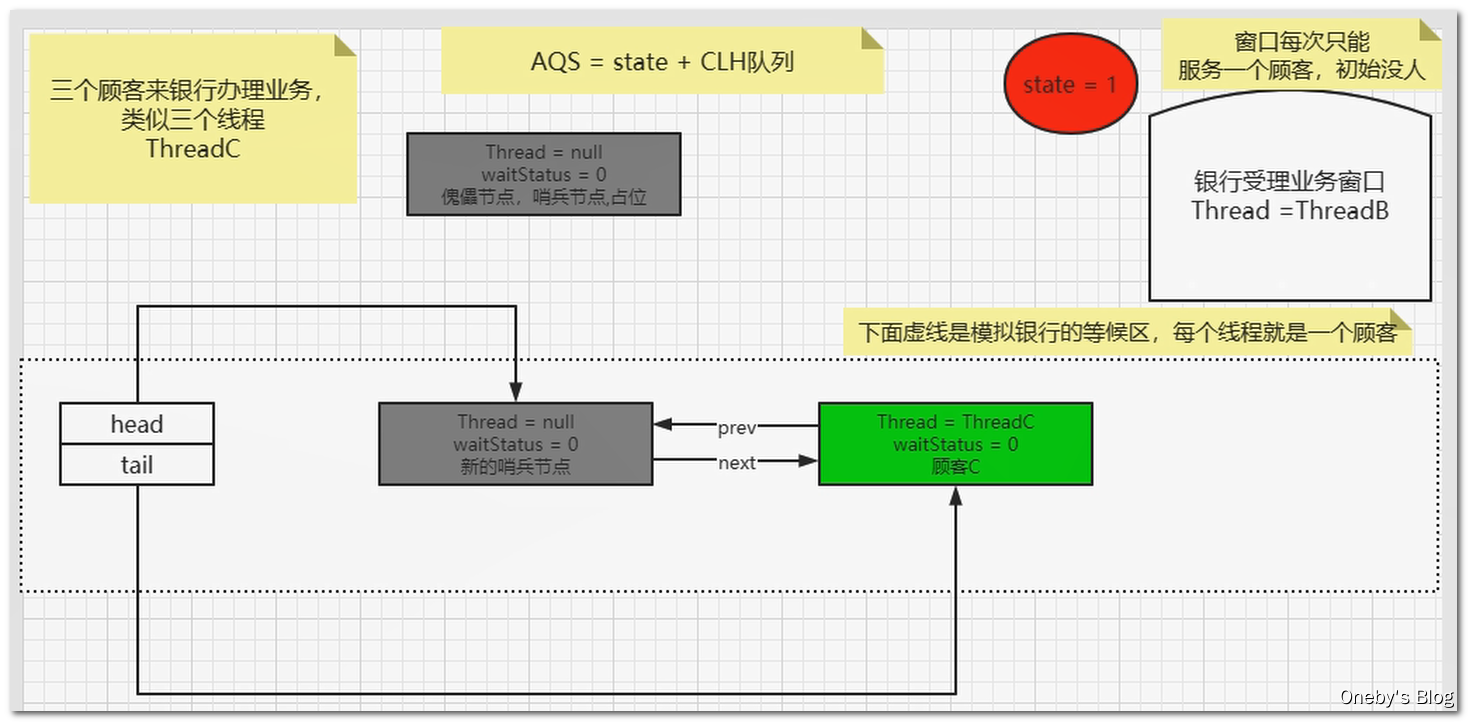 三个顾客来银行办理业务，
类似三个线程
ThreadC
AQS = state + CLH队列
state = 1
窗口每次只能
服务一个顾客，初始没人
Thread = null
waitStatus = 0
傀儡节点，哨兵节点,占位
银行受理业务窗口
Thread =ThreadB
下面虚线是模拟银行的等候区，每个线程就是一个顾客
head
tail
Thread = null
waitStatus = 0
新的哨兵节点
prev
next
Thread = ThreadC
waitStatus = 0
顾客C
Oneby's Blog